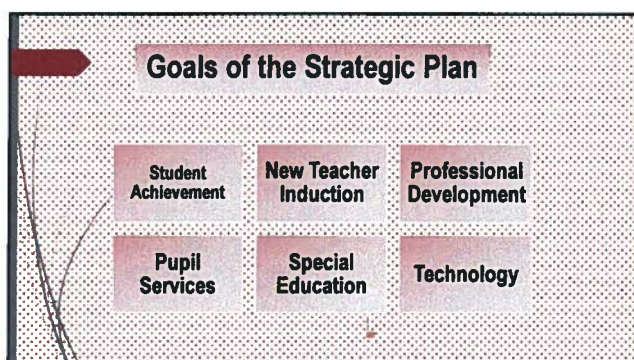 Goals of the Strategic Plan
Student
Achievement
New Teacher
Induction
Professional
Development
Pupil
Services
Special
Education
Technology